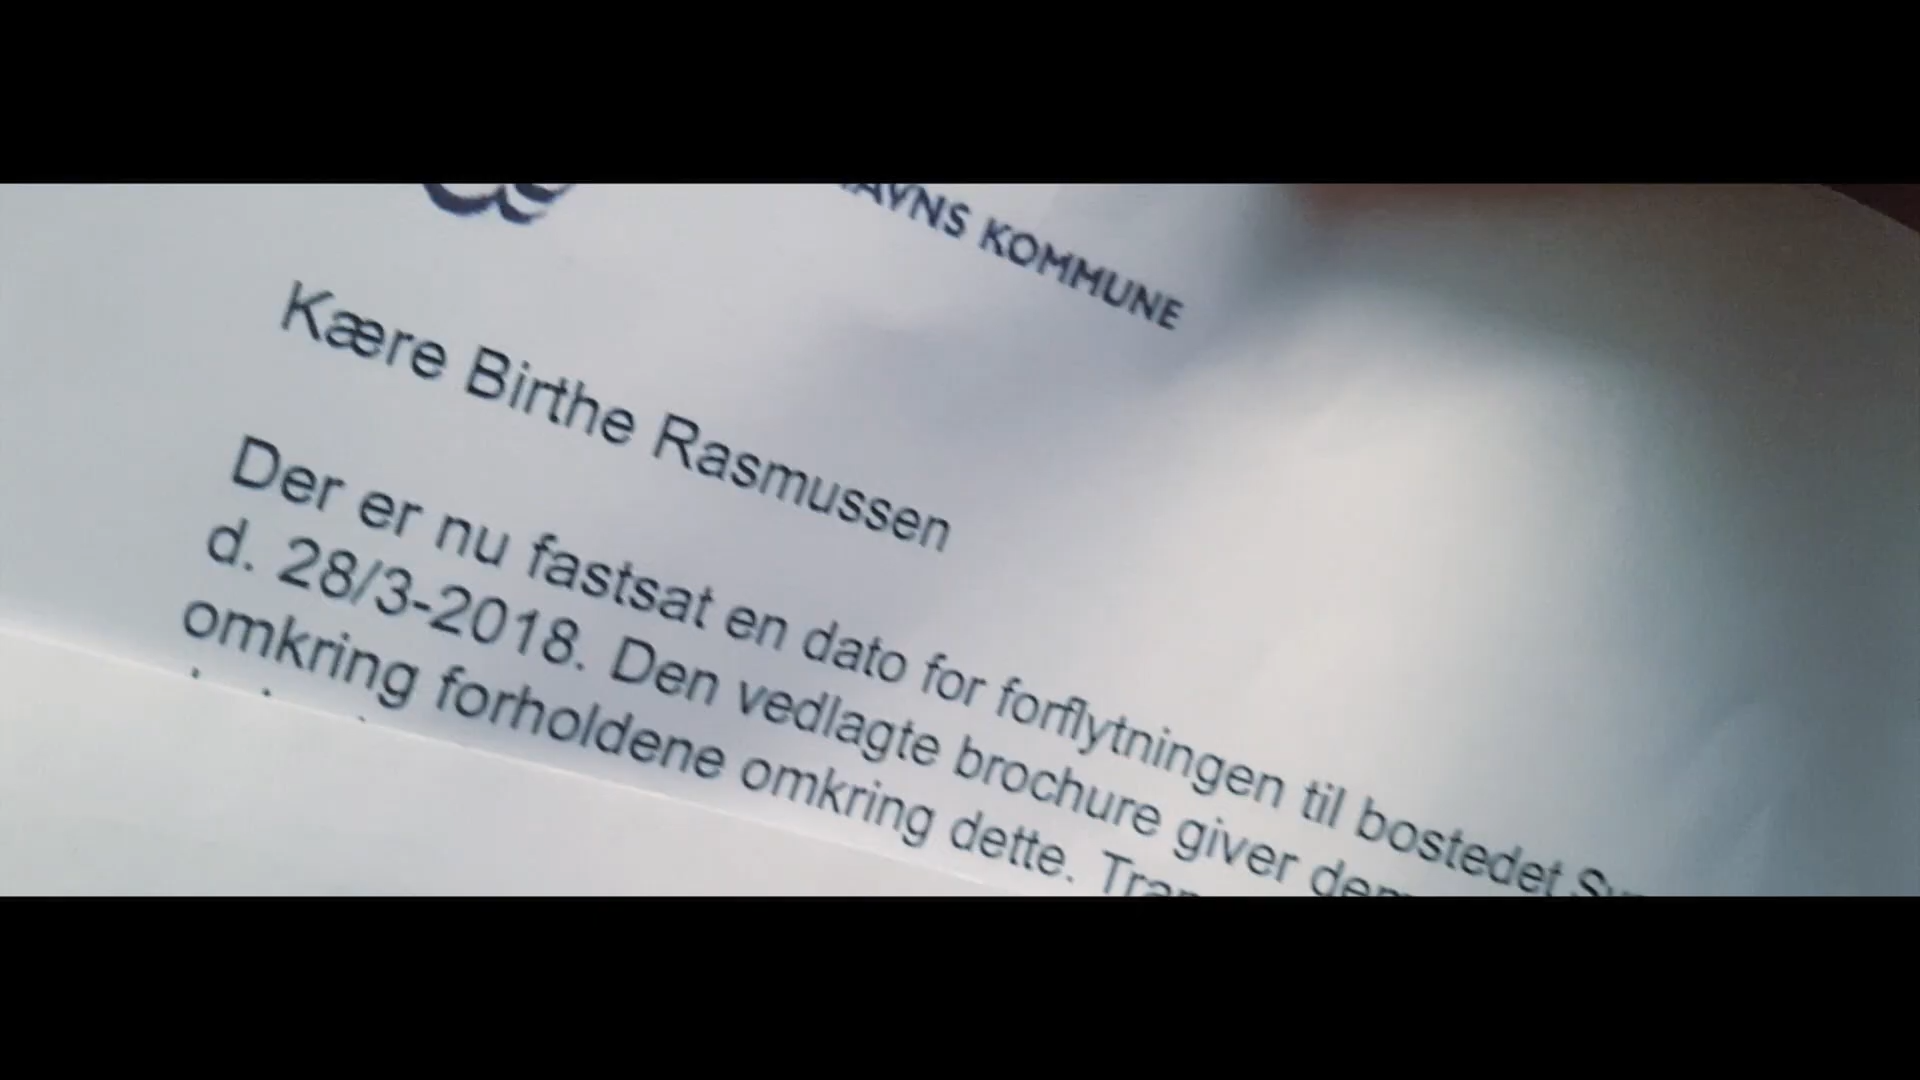 KOMMUNE
Kære Birthe Rasmussen
Der er nu fastsat en dato for forflytningen til bostedet
d. 28/3-2018. Den vedlagte brochure giver
omkring forholdene omkring dette.